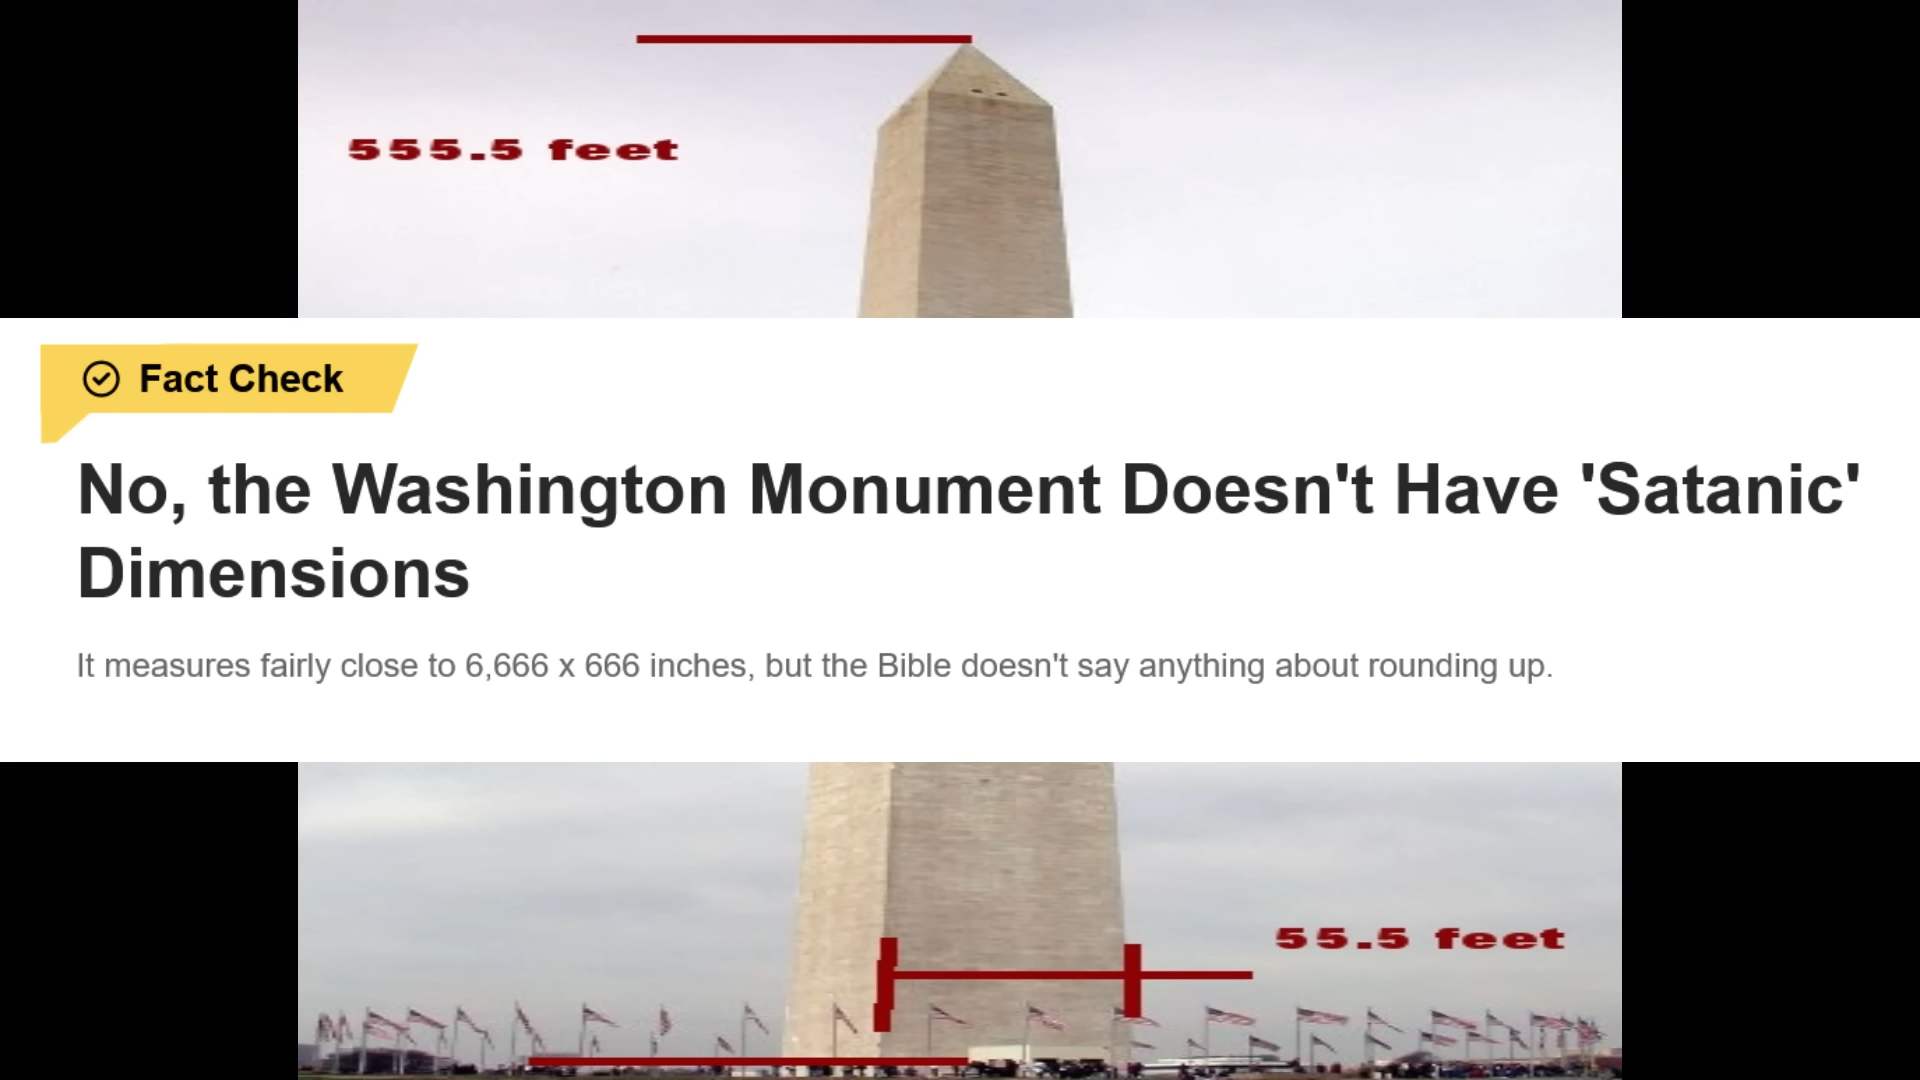 555.5 feet
Fact Check
No, the Washington Monument Doesn't Have 'Satanic'
Dimensions
It measures fairly close to 6,666 x 666 inches, but the Bible doesn't say anything about rounding up.
55.5 feet